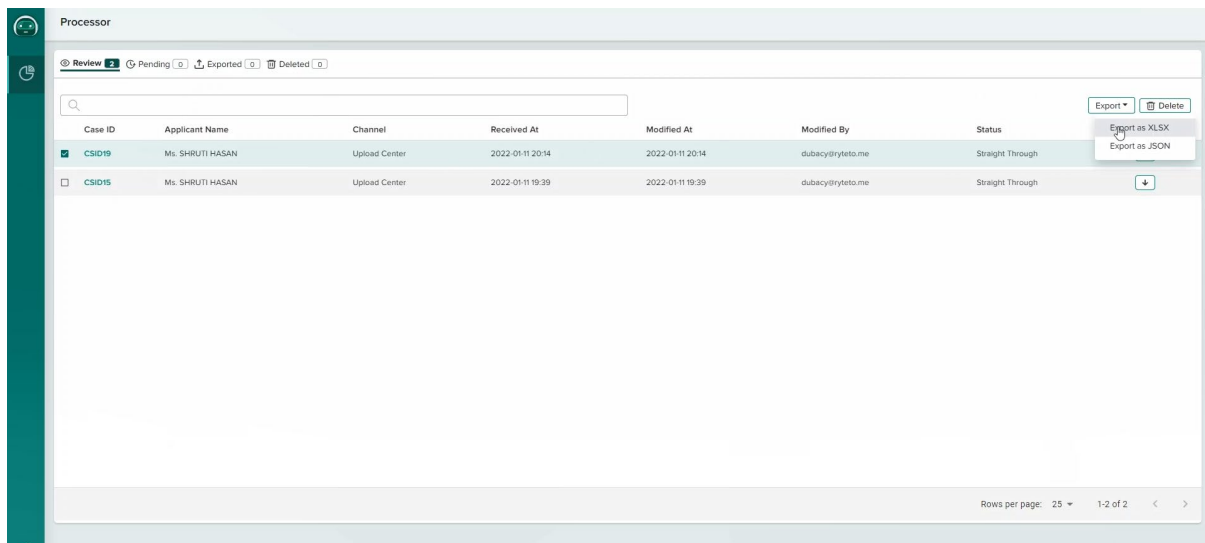 Processor
Review 2 Pending 0 Exported 0 Deleted 0
Export Delete
Case ID Applicant Name Channel Received At Modified At Modified By Status
Export as XLSX
Export as JSON
CSID19 Ms. SHRUTI HASAN Upload Center 2022-01-11 20:14 2022-01-11 20:14 dubacy@ryteto.me Straight Through
CSID15 Ms. SHRUTI HASAN Upload Center 2022-01-11 19:39 2022-01-11 19:39 dubacy@ryteto.me Straight Through
Rows per page: 25 1-2 of 2